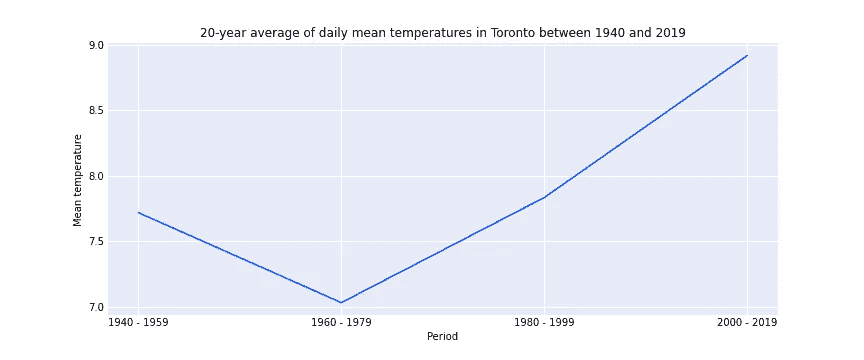 20-year average of daily mean temperatures in Toronto between 1940 and 2019
9.0
8.5
8.0
7.5
7.0
Mean temperature
1940 - 1959 1960 - 1979 1980 - 1999 2000 - 2019
Period